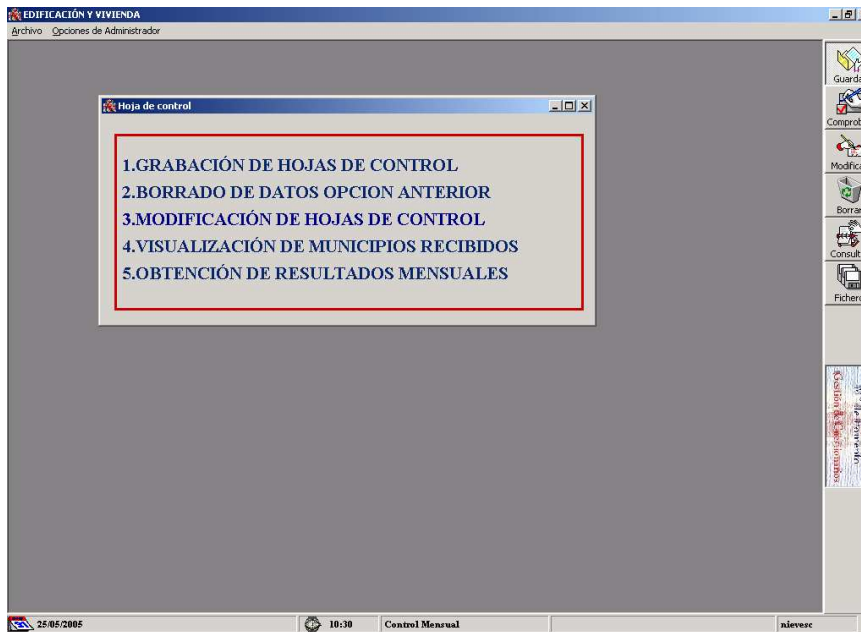 EDIFICACIÓN Y VIVIENDA
Archivo Opciones de Administrador
Hoja de control
1.GRABACIÓN DE HOJAS DE CONTROL
2.BORRADO DE DATOS OPCION ANTERIOR
3.MODIFICACIÓN DE HOJAS DE CONTROL
4.VISUALIZACIÓN DE MUNICIPIOS RECIBIDOS
5.OBTENCIÓN DE RESULTADOS MENSUALES
Guarda
Comprob
Modifica
Borrar
Consult
Fichero
25/05/2005 10:30 Control Mensual nievesc